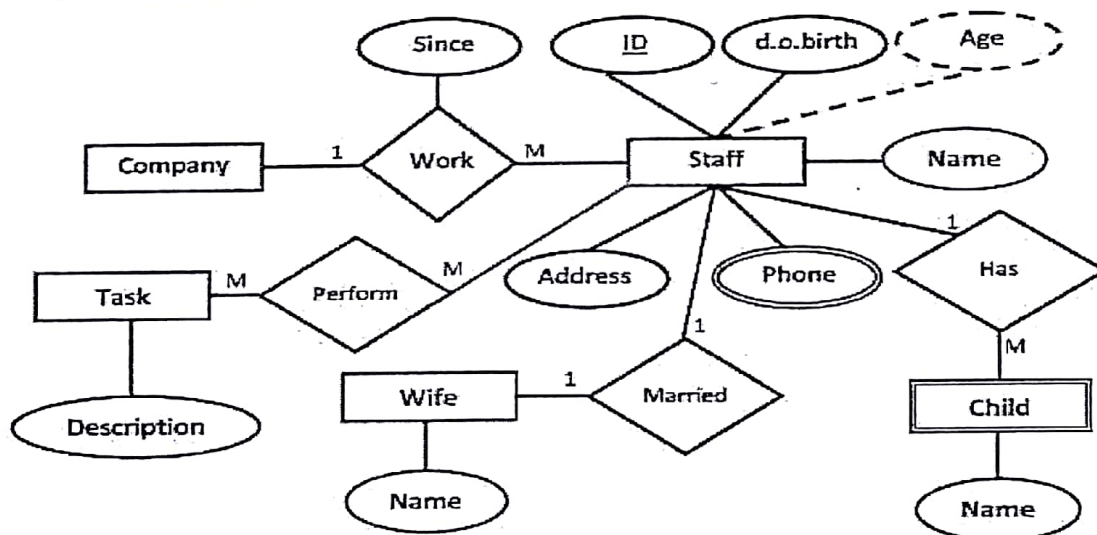 Since
ID
d.o.birth
Age
Company
1
Work
M
Staff
Name
Task
M
Perform
M
Address
Phone
1
Has
M
Description
Wife
1
Married
1
Child
Name
Name